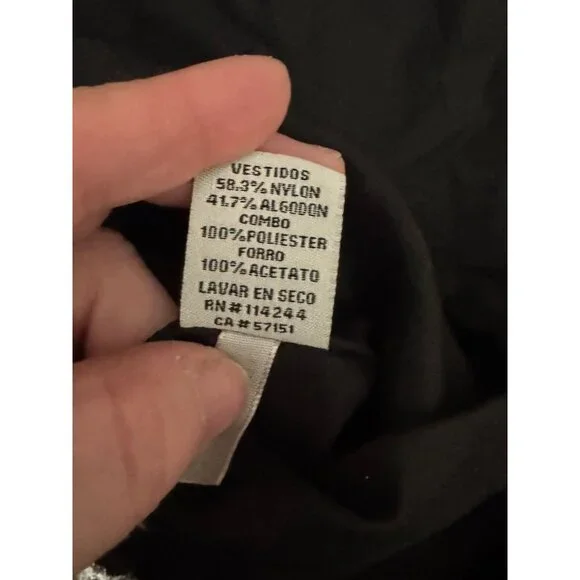 VESTIDOS
58.3% NYLON
41.7% ALGODON
COMBO
100% POLIESTER
FORRO
100% ACETATO
LAVAR EN SECO
RN # 114244
CA # 57151